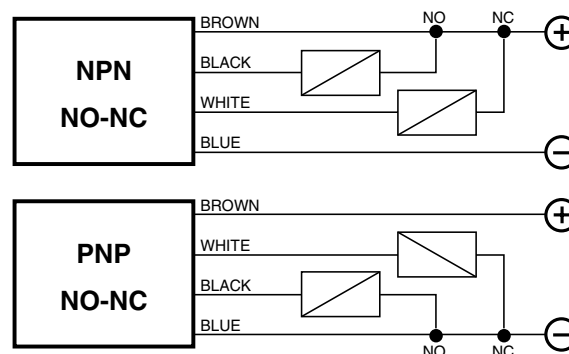 NO NC
BROWN
+
NPN
BLACK
NO-NC
WHITE
BLUE
−
BROWN
+
PNP
WHITE
NO-NC
BLACK
BLUE
−
NO NC